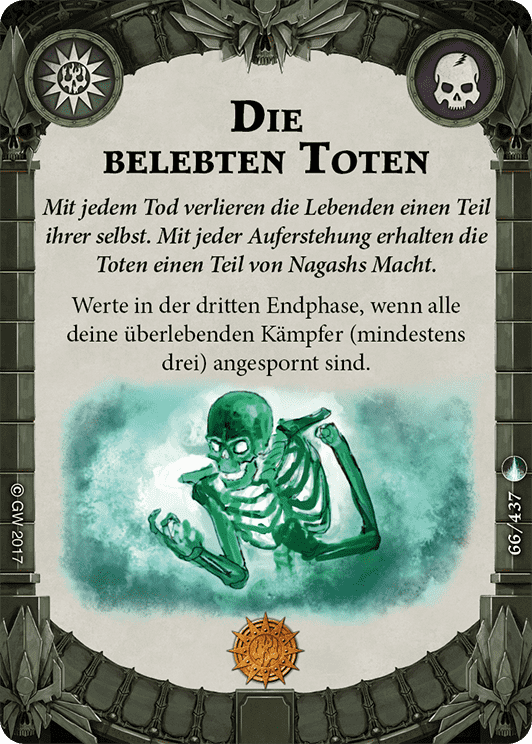 Die
belebten Toten
Mit jedem Tod verlieren die Lebenden einen Teil
ihrer selbst. Mit jeder Auferstehung erhalten die
Toten einen Teil von Nagashs Macht.
Werte in der dritten Endphase, wenn alle
deine überlebenden Kämpfer (mindestens
drei) angespornt sind.
© GW 2017
66/437